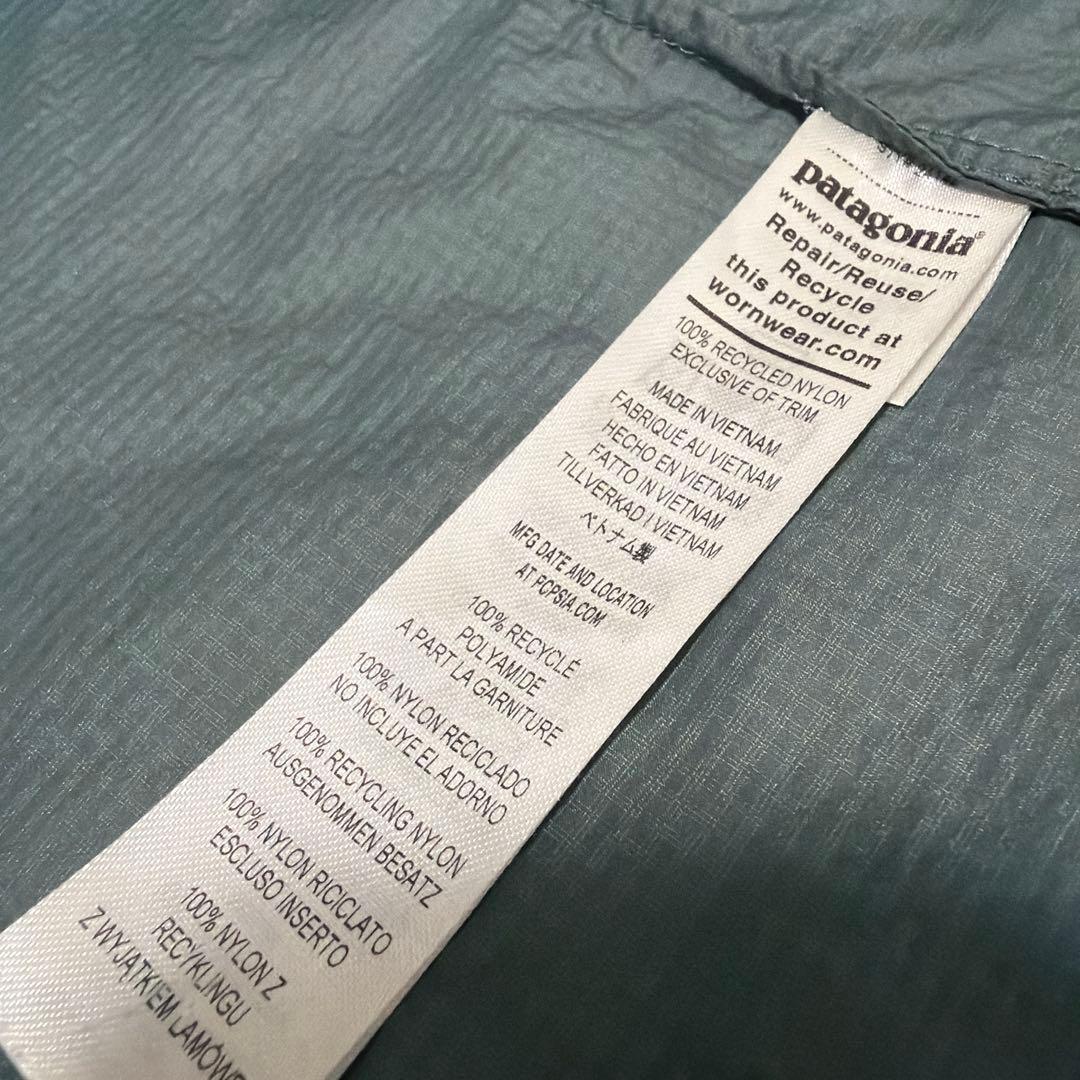 patagonia®
www.patagonia.com
Repair/Reuse/
Recycle
this product at
wornwear.com
100% RECYCLED NYLON
EXCLUSIVE OF TRIM
MADE IN VIETNAM
FABRIQUÉ AU VIETNAM
HECHO EN VIETNAM
FATTO IN VIETNAM
TILLVERKAD I VIETNAM
ベトナム製
MFG DATE AND LOCATION
AT PCPSIA.COM
100% RECYCLÉ
POLYAMIDE
A PART LA GARNITURE
100% NYLON RECICLADO
NO INCLUYE EL ADORNO
100% RECYCLING NYLON
AUSGENOMMEN BESATZ
100% NYLON RICICLATO
ESCLUSO INSERTO
100% NYLON Z
RECYKLINGU
Z WYJĄTKIEM